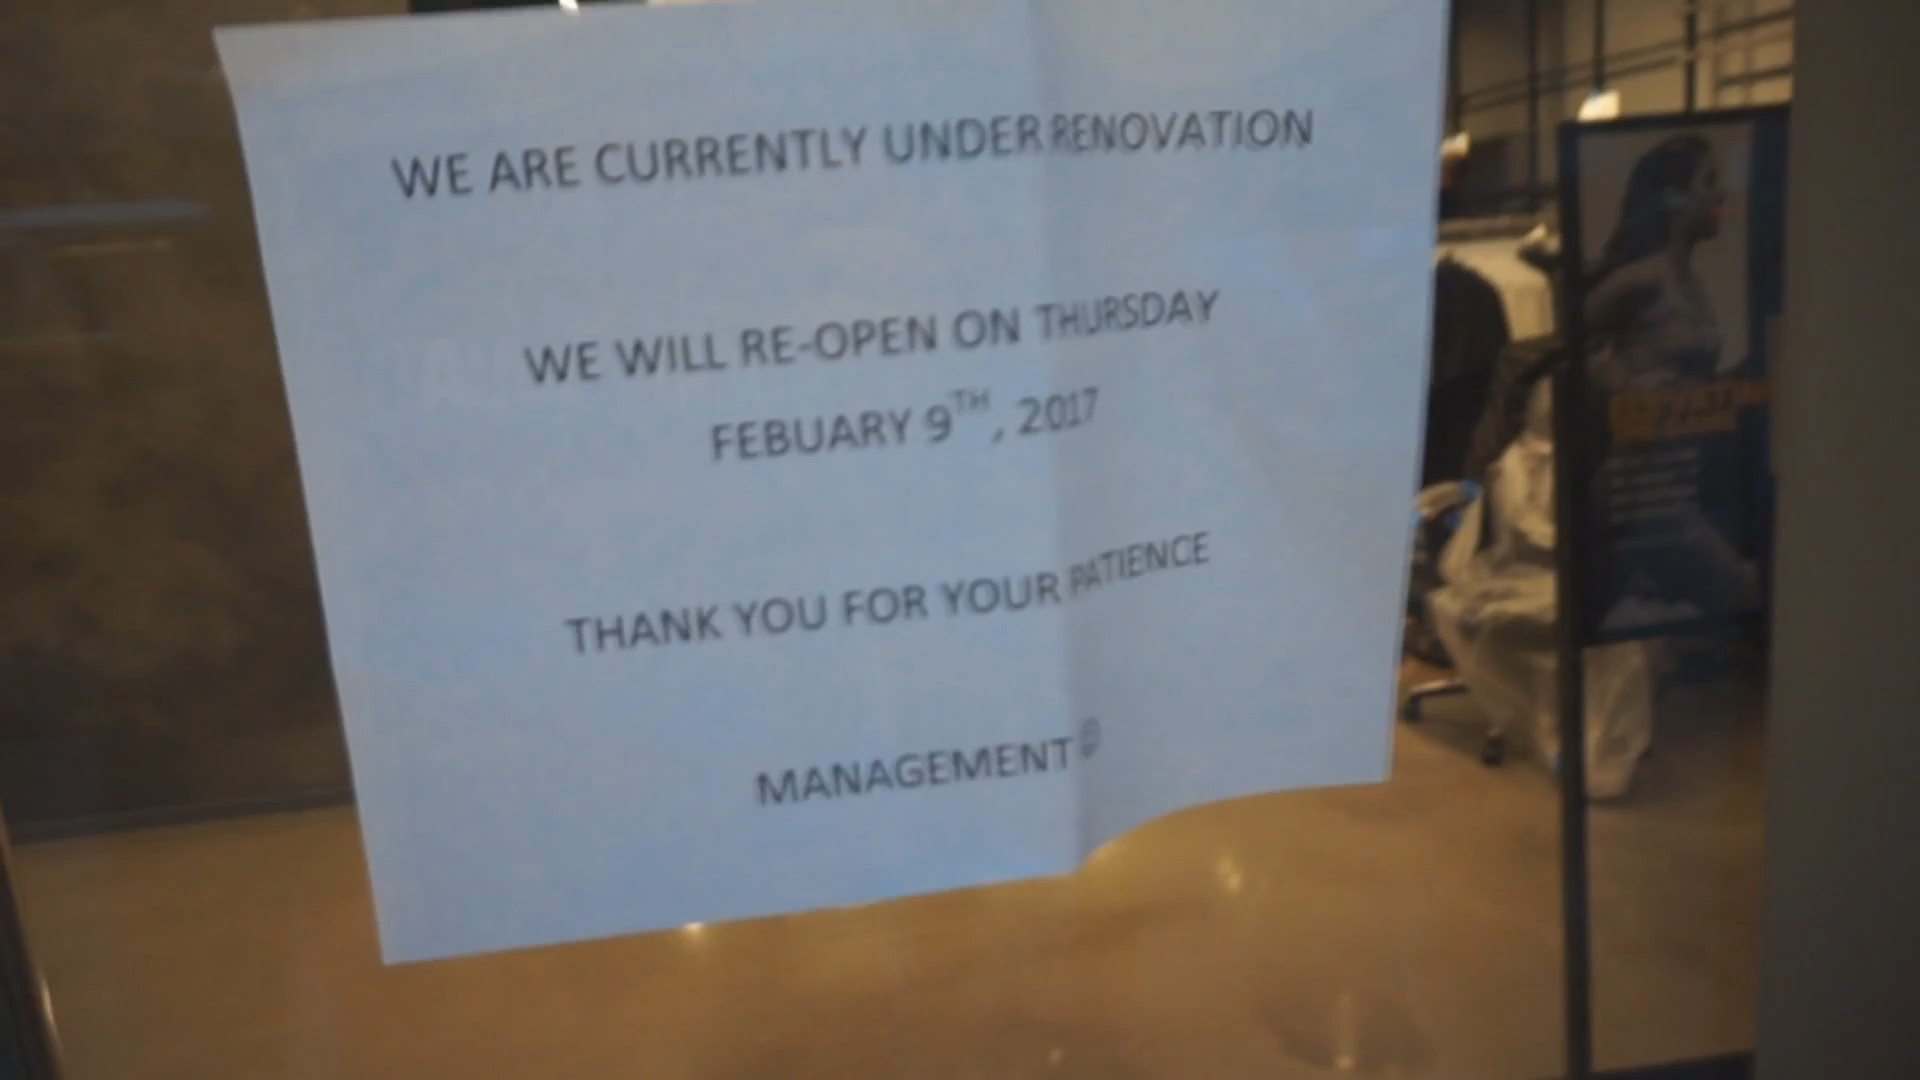 WE ARE CURRENTLY UNDER RENOVATION
WE WILL RE-OPEN ON THURSDAY
FEBUARY 9TH, 2017
THANK YOU FOR YOUR PATIENCE
MANAGEMENT